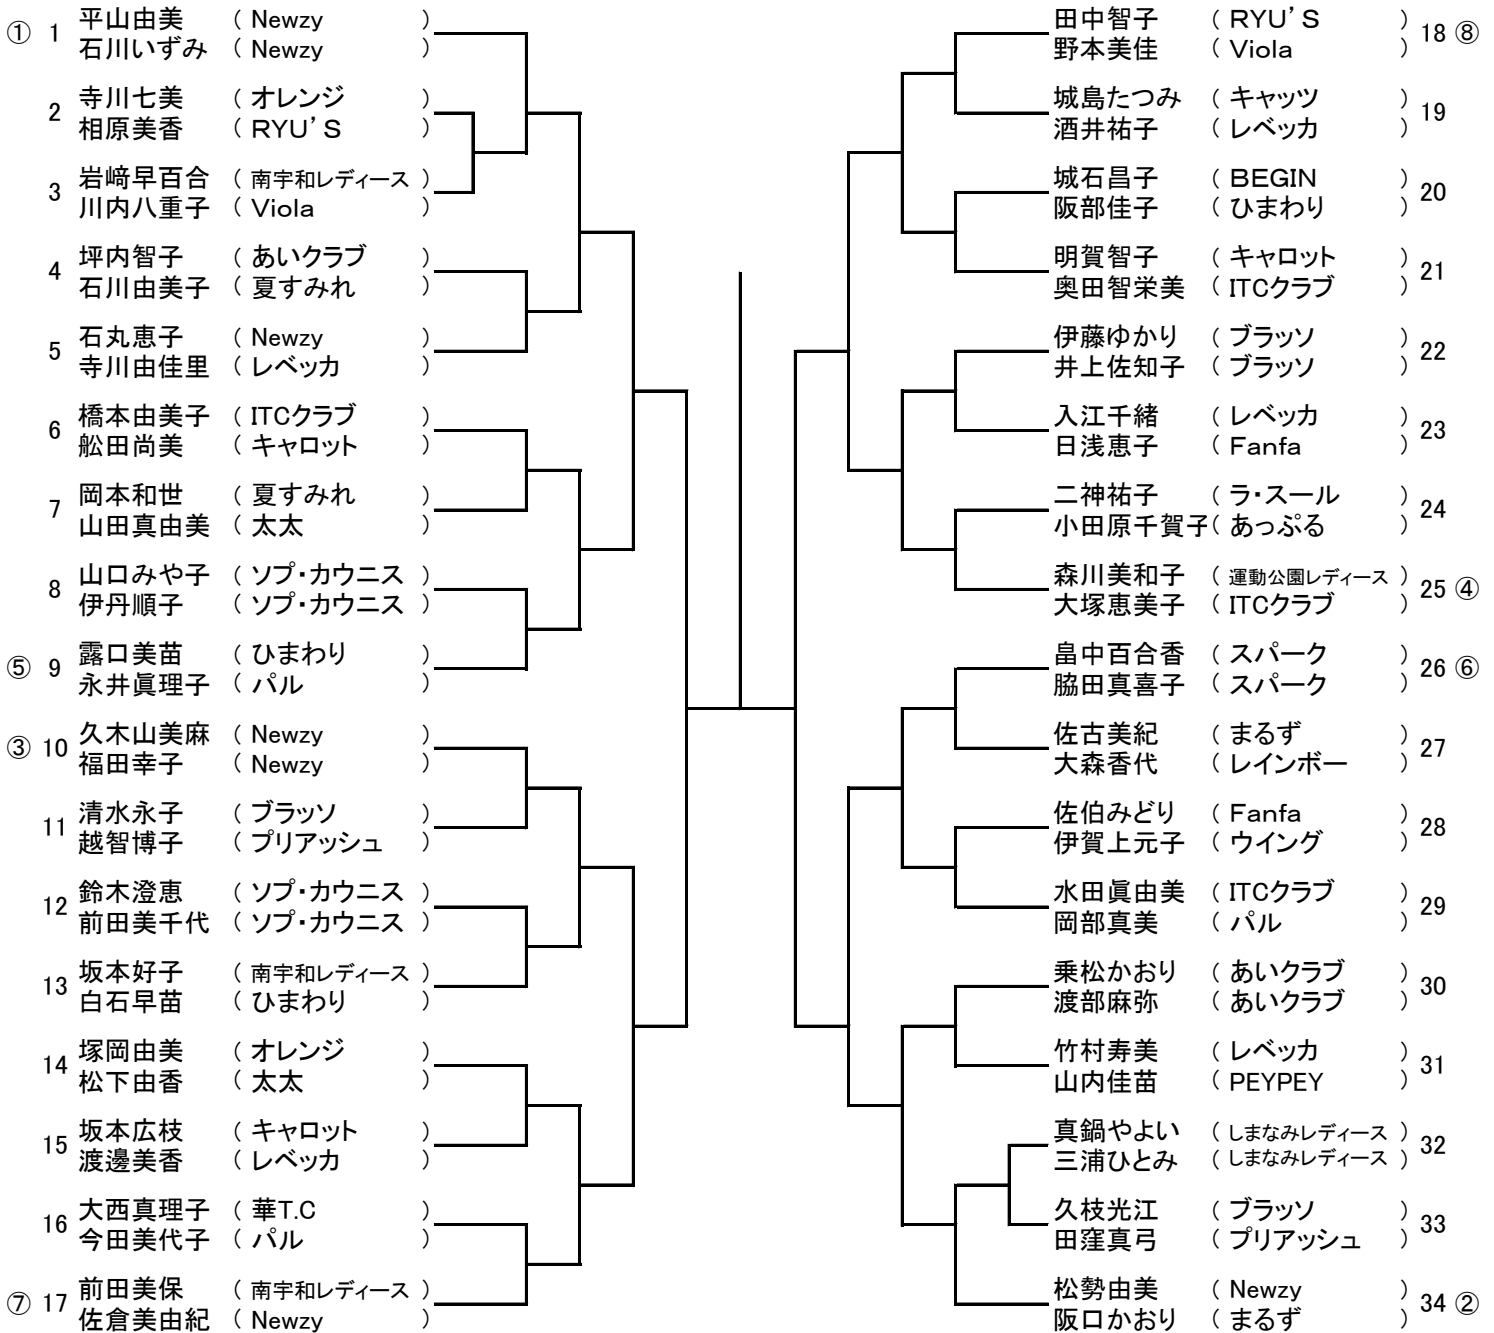 ① 1 平山由美 ( Newzy )
石川いずみ ( Newzy )
2 寺川七美 ( オレンジ )
相原美香 ( RYU'S )
3 岩﨑早百合 ( 南宇和レディース )
川内八重子 ( Viola )
4 坪内智子 ( あいクラブ )
石川由美子 ( 夏すみれ )
5 石丸恵子 ( Newzy )
寺川由佳里 ( レベッカ )
6 橋本由美子 ( ITCクラブ )
舩田尚美 ( キャロット )
7 岡本和世 ( 夏すみれ )
山田真由美 ( 太太 )
8 山口みや子 ( ソプ・カウニス )
伊丹順子 ( ソプ・カウニス )
⑤ 9 露口美苗 ( ひまわり )
永井眞理子 ( パル )
③ 10 久木山美麻 ( Newzy )
福田幸子 ( Newzy )
11 清水永子 ( ブラッソ )
越智博子 ( プリアッシュ )
12 鈴木澄恵 ( ソプ・カウニス )
前田美千代 ( ソプ・カウニス )
13 坂本好子 ( 南宇和レディース )
白石早苗 ( ひまわり )
14 塚岡由美 ( オレンジ )
松下由香 ( 太太 )
15 坂本広枝 ( キャロット )
渡邊美香 ( レベッカ )
16 大西真理子 ( 華T.C )
今田美代子 ( パル )
⑦ 17 前田美保 ( 南宇和レディース )
佐倉美由紀 ( Newzy )
田中智子 ( RYU'S ) 18 ⑧
野本美佳 ( Viola )
城島たつみ ( キャッツ ) 19
酒井祐子 ( レベッカ )
城石昌子 ( BEGIN ) 20
阪部佳子 ( ひまわり )
明賀智子 ( キャロット ) 21
奥田智栄美 ( ITCクラブ )
伊藤ゆかり ( ブラッソ ) 22
井上佐知子 ( ブラッソ )
入江千緒 ( レベッカ ) 23
日浅恵子 ( Fanfa )
二神祐子 ( ラ・スール ) 24
小田原千賀子 ( あっぷる )
森川美和子 ( 運動公園レディース ) 25 ④
大塚恵美子 ( ITCクラブ )
畠中百合香 ( スパーク ) 26 ⑥
脇田真喜子 ( スパーク )
佐古美紀 ( まるず ) 27
大森香代 ( レインボー )
佐伯みどり ( Fanfa ) 28
伊賀上元子 ( ウイング )
水田眞由美 ( ITCクラブ ) 29
岡部真美 ( パル )
乗松かおり ( あいクラブ ) 30
渡部麻弥 ( あいクラブ )
竹村寿美 ( レベッカ ) 31
山内佳苗 ( PEYPEY )
真鍋やよい ( しまなみレディース ) 32
三浦ひとみ ( しまなみレディース )
久枝光江 ( ブラッソ ) 33
田窪真弓 ( プリアッシュ )
松勢由美 ( Newzy ) 34 ②
阪口かおり ( まるず )